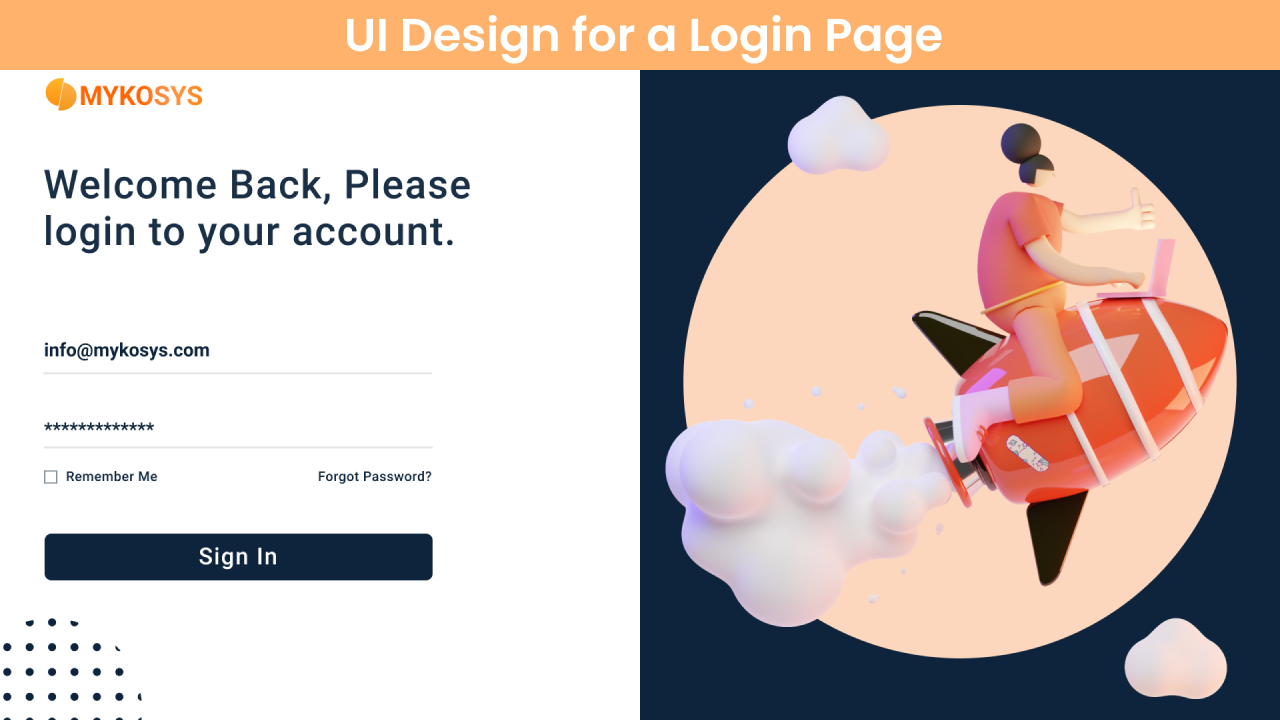 UI Design for a Login Page
MYKOSYS
Welcome Back, Please
login to your account.
info@mykosys.com
*************
Remember Me
Forgot Password?
Sign In